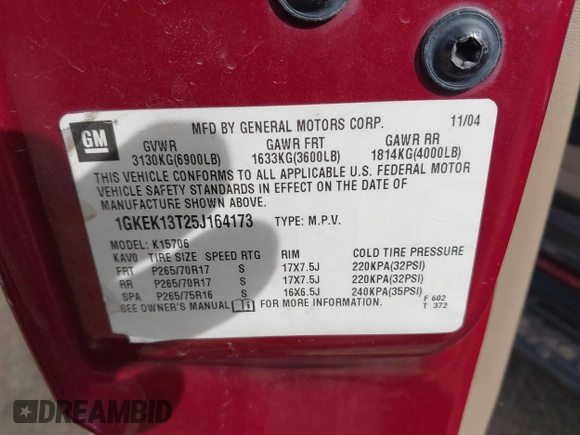 GM
MFD BY GENERAL MOTORS CORP. 11/04
GVWR GAWR FRT GAWR RR
3130KG(6900LB) 1633KG(3600LB) 1814KG(4000LB)
THIS VEHICLE CONFORMS TO ALL APPLICABLE U.S. FEDERAL MOTOR
VEHICLE SAFETY STANDARDS IN EFFECT ON THE DATE OF
MANUFACTURE SHOWN ABOVE.
1GKEK13T25J164173 TYPE: M.P.V.
MODEL: K15706
KAV0 TIRE SIZE SPEED RTG RIM COLD TIRE PRESSURE
FRT P265/70R17 S 17X7.5J 220KPA(32PSI)
RR P265/70R17 S 17X7.5J 220KPA(32PSI)
SPA P265/75R16 S 16X6.5J 240KPA(35PSI)
SEE OWNER'S MANUAL FOR MORE INFORMATION. F 602
T 372
DREAMBID